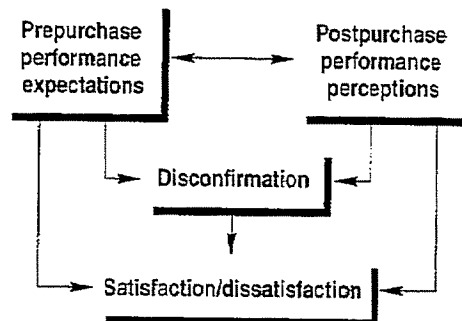 Prepurchase
performance
expectations
Postpurchase
performance
perceptions
Disconfirmation
Satisfaction/dissatisfaction